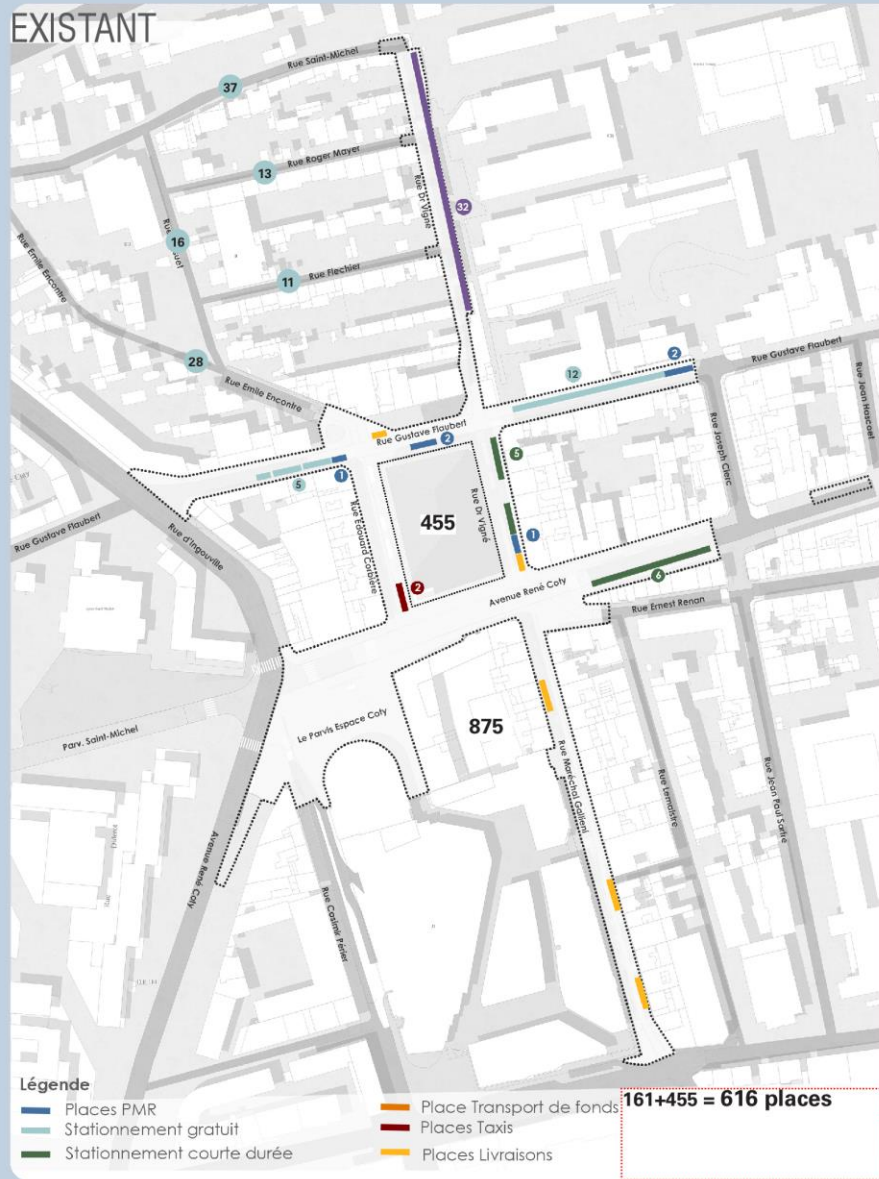 EXISTANT
Rue Saint-Michel
37
Rue Roger Mayer
13
Rue Dr Vigné
32
16
Rue Flechier
11
Rue Emile Encontre
28
Rue Emile Encontre
2
12
Rue Gustave Flaubert
Rue Jean Hascoet
Rue Gustave Flaubert
2
5
Rue Joseph Clerc
1
5
Rue Gustave Flaubert
Rue d'Ingouville
Rue Edouard Corbière
455
Rue Dr Vigné
1
2
Avenue René Coty
6
Rue Ernest Renan
Le Parvis Espace Coty
875
Parv. Saint-Michel
Rue Maréchal Gallieni
Rue Lemaistre
Rue Jean Paul Sartre
Avenue René Coty
Rue Casimir Périer
Légende
Places PMR
Stationnement gratuit
Stationnement courte durée
Place Transport de fonds
Places Taxis
Places Livraisons
161+455 = 616 places